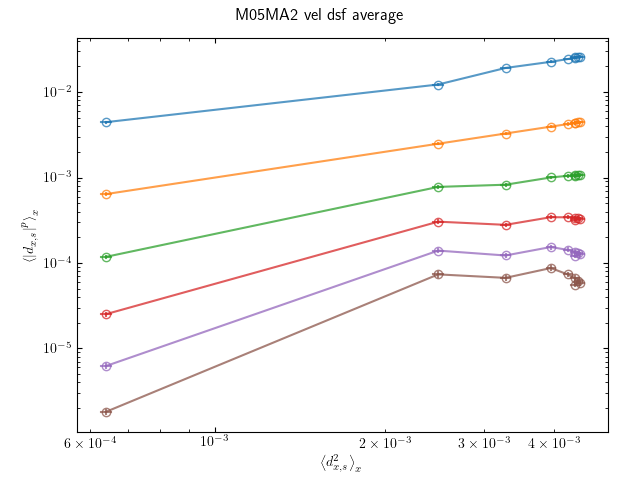 M05MA2 vel dsf average
10⁻²
10⁻³
10⁻⁴
10⁻⁵
⟨|d_{x,s}|^p⟩_x
6 × 10⁻⁴
10⁻³
2 × 10⁻³
3 × 10⁻³
4 × 10⁻³
⟨d²_{x,s}⟩_x